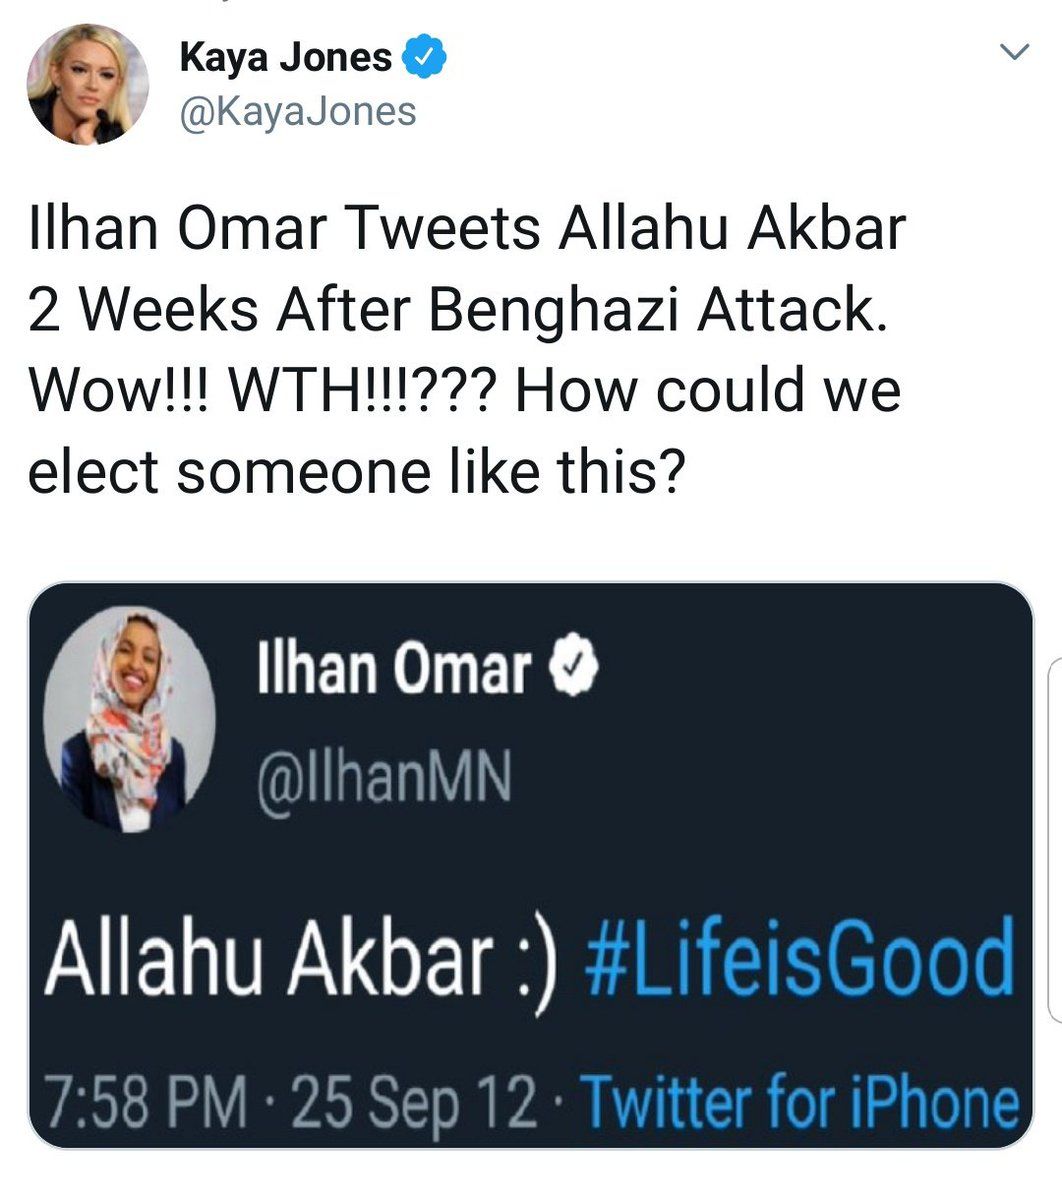 Kaya Jones
@KayaJones
Ilhan Omar Tweets Allahu Akbar
2 Weeks After Benghazi Attack.
Wow!!! WTH!!!??? How could we
elect someone like this?
Ilhan Omar
@IlhanMN
Allahu Akbar :) #LifeisGood
7:58 PM · 25 Sep 12 · Twitter for iPhone